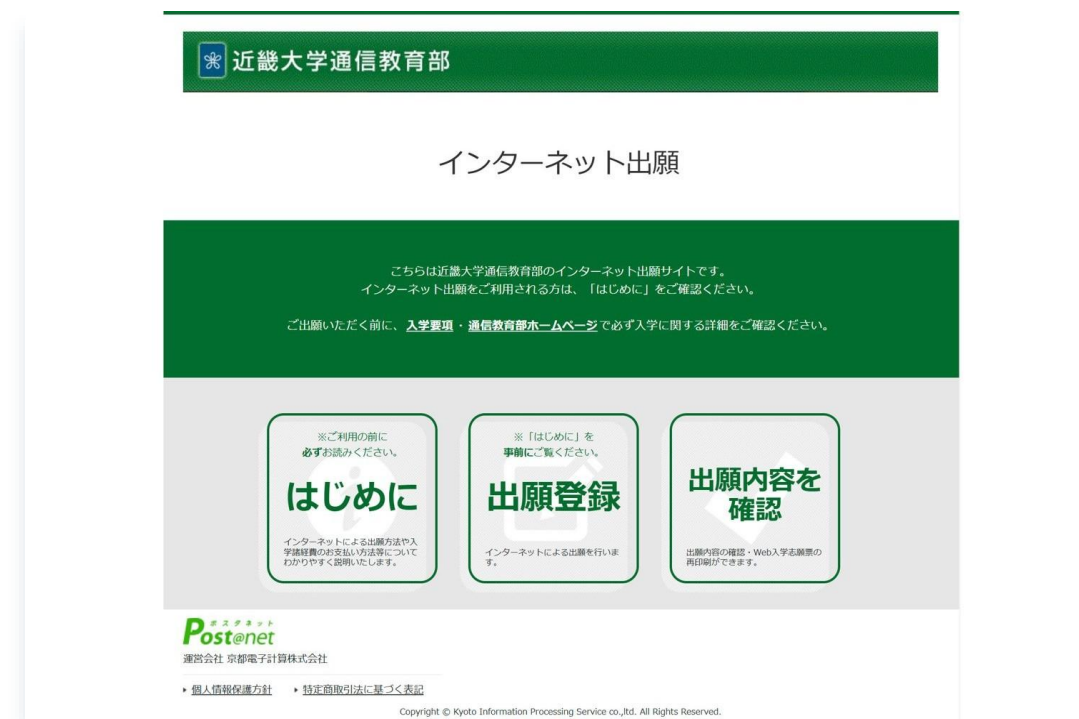 近畿大学通信教育部
インターネット出願
こちらは近畿大学通信教育部のインターネット出願サイトです。
インターネット出願をご利用される方は、「はじめに」をご確認ください。
ご出願いただく前に、入学要項・通信教育部ホームページで必ず入学に関する詳細をご確認ください。
※ご利用の前に
必ずお読みください。
はじめに
インターネットによる出願方法や入
学諸経費のお支払い方法等について
わかりやすく説明いたします。
※「はじめに」を
事前にご覧ください。
出願登録
インターネットによる出願を行いま
す。
出願内容を
確認
出願内容の確認・Web入学志願票の
再印刷ができます。
ポスタネット
Post@net
運営会社 京都電子計算株式会社
個人情報保護方針 特定商取引法に基づく表記
Copyright © Kyoto Information Processing Service co.,ltd. All Rights Reserved.